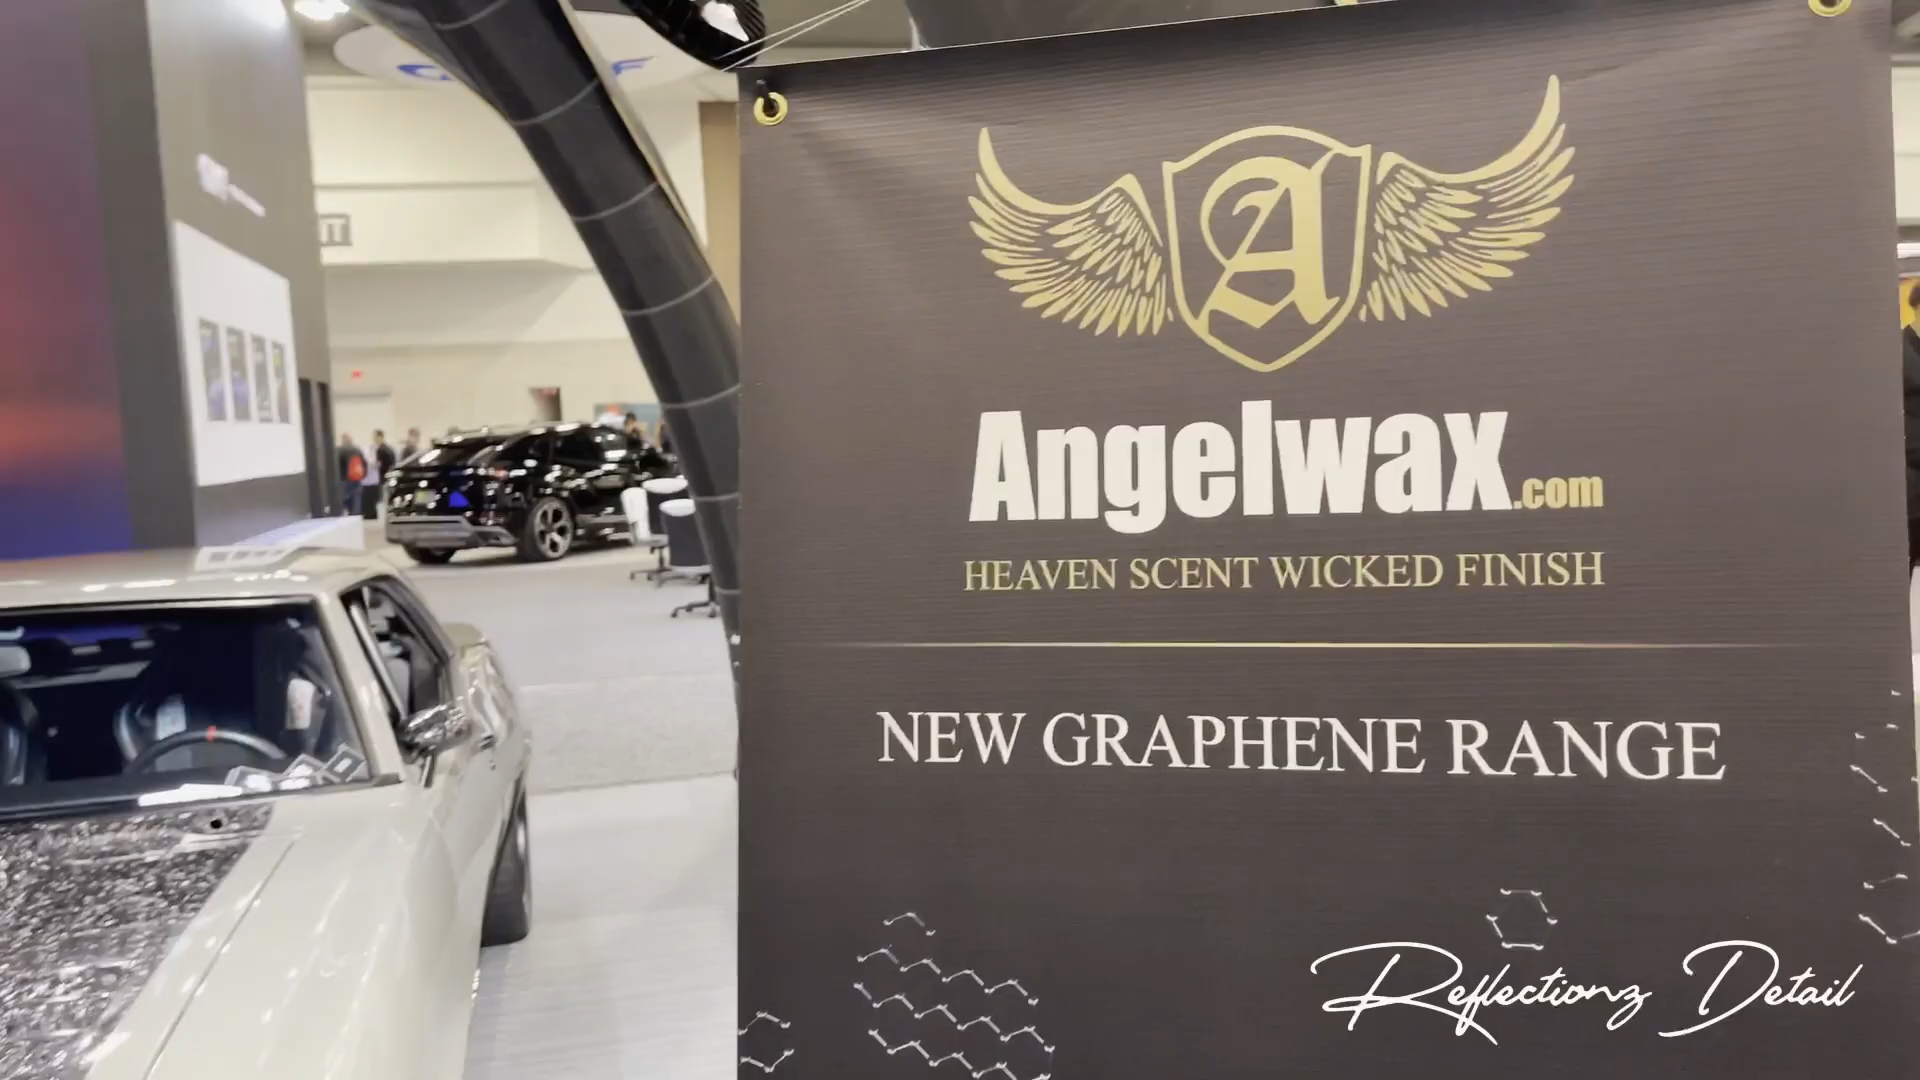 A
Angelwax.com
HEAVEN SCENT WICKED FINISH
NEW GRAPHENE RANGE
Reflectionz Detail